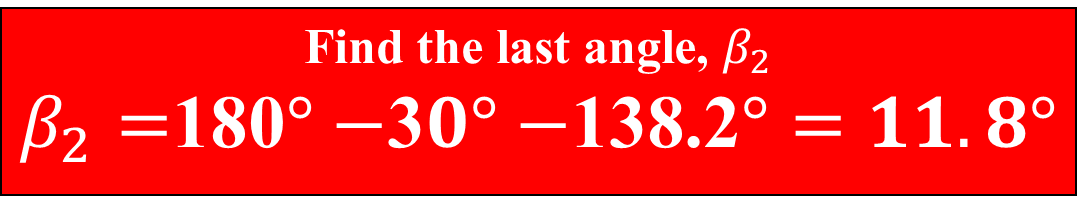 Find the last angle, β₂
β₂ =180° −30° −138.2° = 11.8°